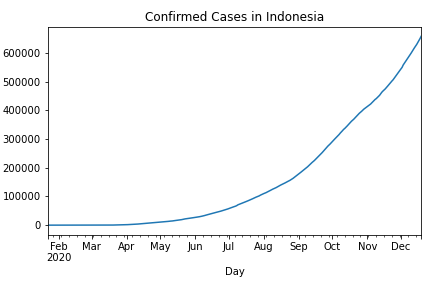 Confirmed Cases in Indonesia
600000
500000
400000
300000
200000
100000
0
Feb Mar Apr May Jun Jul Aug Sep Oct Nov Dec
2020
Day